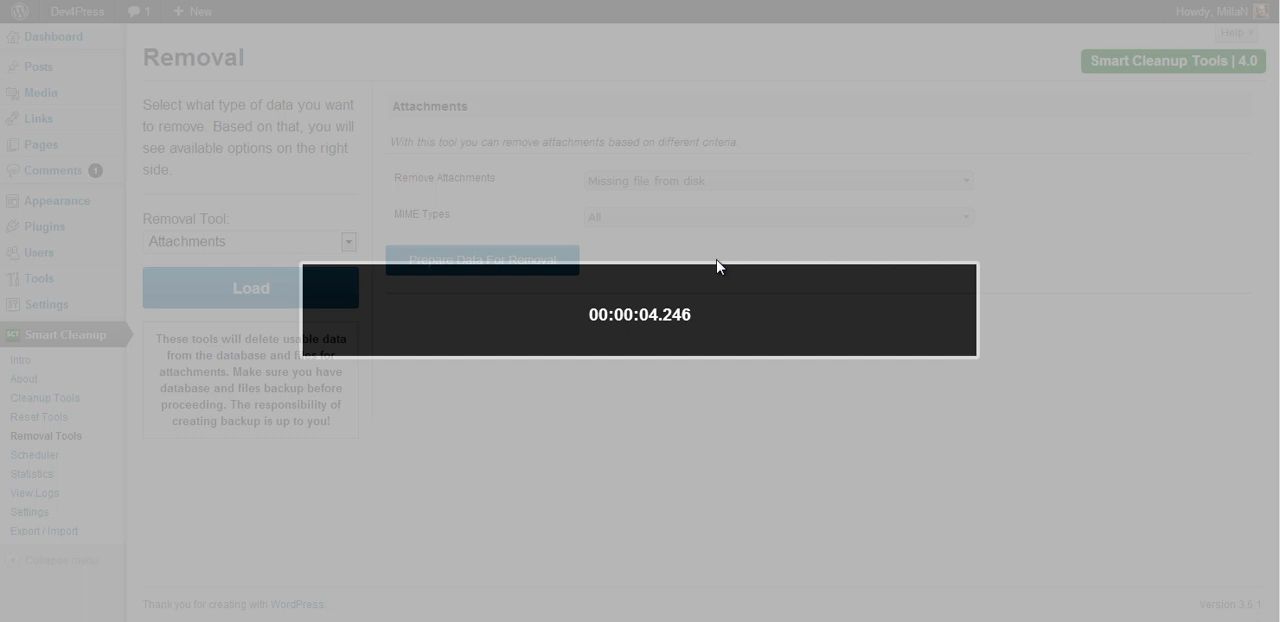 Dev4Press
1
New
Howdy, MillaN
Dashboard
Posts
Media
Links
Pages
Comments 1
Appearance
Plugins
Users
Tools
Settings
SCT Smart Cleanup
Intro
About
Cleanup Tools
Reset Tools
Removal Tools
Scheduler
Statistics
View Logs
Settings
Export / Import
Collapse menu
Help
Removal
Smart Cleanup Tools | 4.0
Select what type of data you want
to remove. Based on that, you will
see available options on the right
side.
Removal Tool:
Attachments
Load
These tools will delete usable data
from the database and files for
attachments. Make sure you have
database and files backup before
proceeding. The responsibility of
creating backup is up to you!
Attachments
With this tool you can remove attachments based on different criteria.
Remove Attachments
Missing file from disk
MIME Types
All
Prepare Data For Removal
00:00:04.246
Thank you for creating with WordPress.
Version 3.6.1